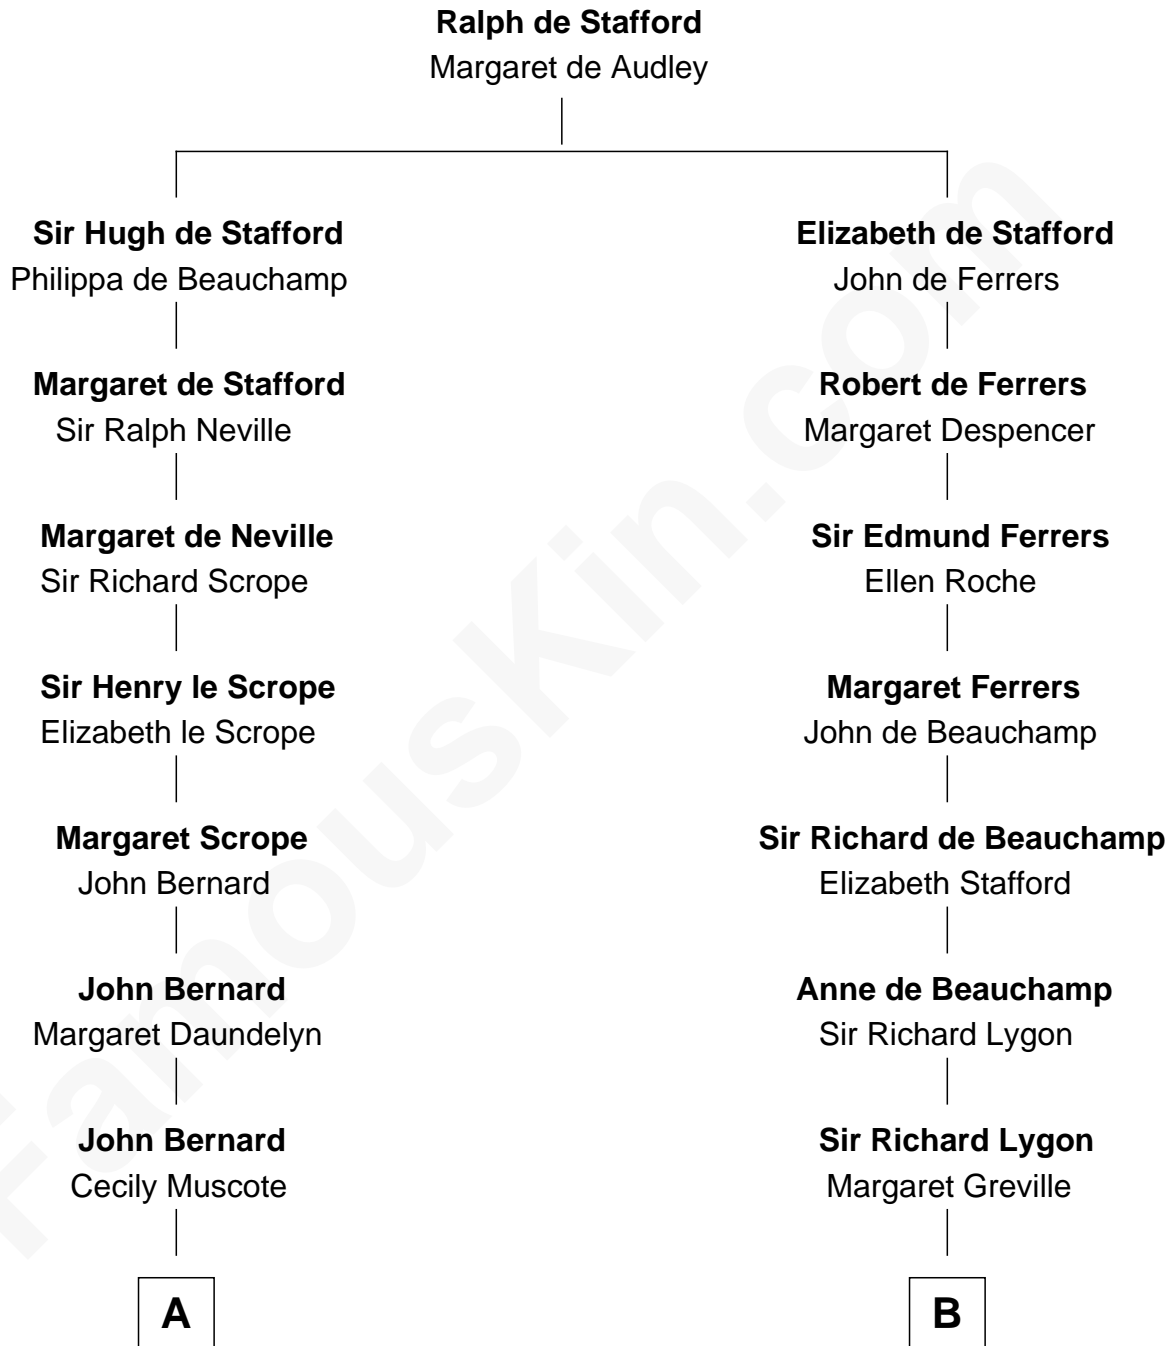 Ralph de Stafford
Margaret de Audley
Sir Hugh de Stafford
Philippa de Beauchamp
Elizabeth de Stafford
John de Ferrers
Margaret de Stafford
Sir Ralph Neville
Robert de Ferrers
Margaret Despencer
Margaret de Neville
Sir Richard Scrope
Sir Edmund Ferrers
Ellen Roche
Sir Henry le Scrope
Elizabeth le Scrope
Margaret Ferrers
John de Beauchamp
Margaret Scrope
John Bernard
Sir Richard de Beauchamp
Elizabeth Stafford
John Bernard
Margaret Daundelyn
Anne de Beauchamp
Sir Richard Lygon
John Bernard
Cecily Muscote
Sir Richard Lygon
Margaret Greville
A
B
FamousKin.com